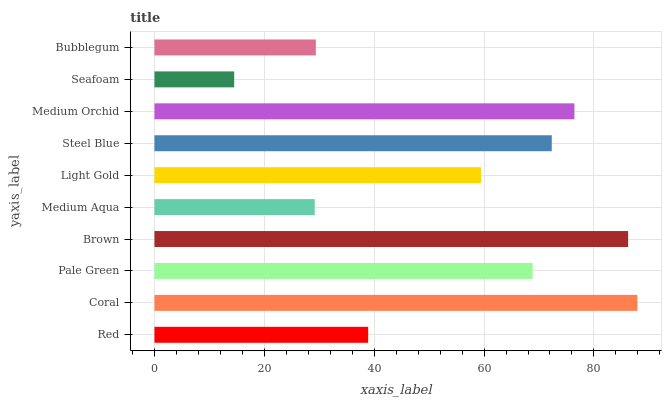 title
Bubblegum
Seafoam
Medium Orchid
Steel Blue
Light Gold
Medium Aqua
Brown
Pale Green
Coral
Red
yaxis_label
0 20 40 60 80
xaxis_label